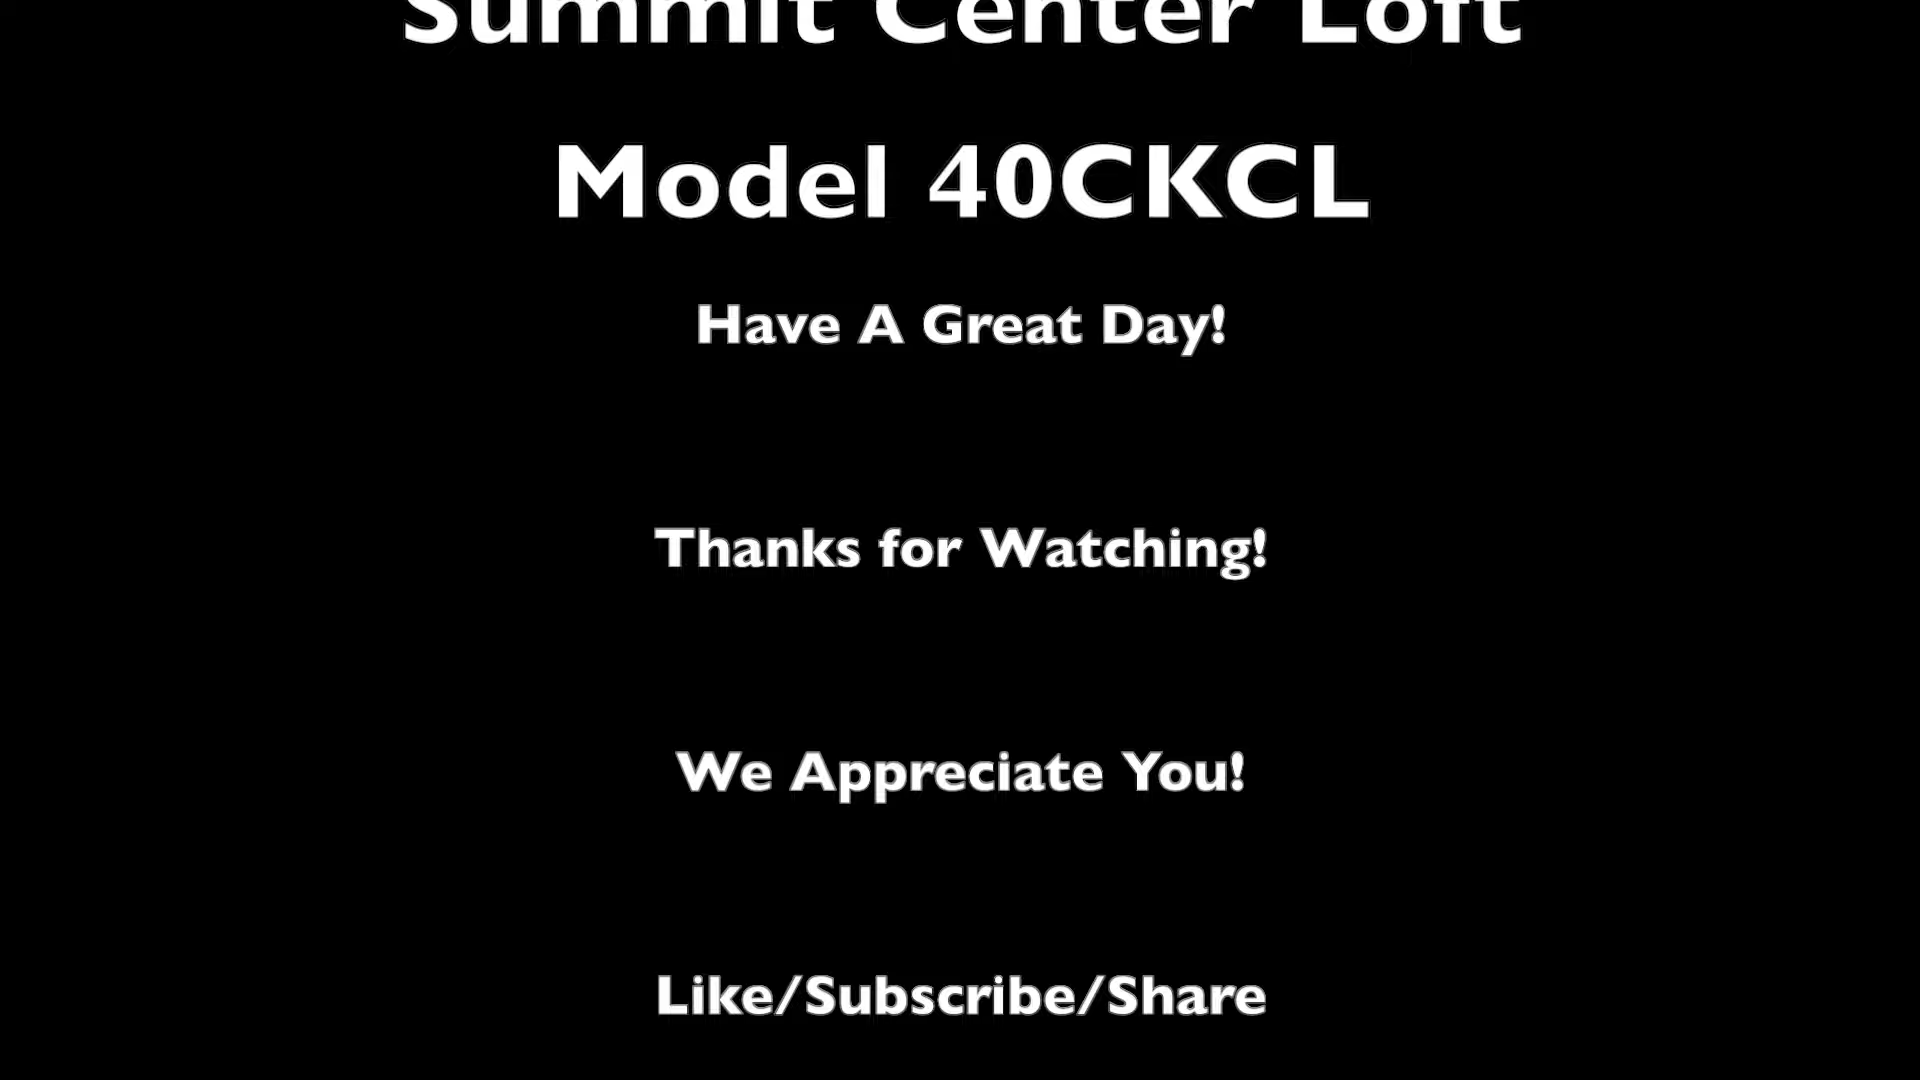 Summit Center Loft
Model 40CKCL
Have A Great Day!
Thanks for Watching!
We Appreciate You!
Like/Subscribe/Share